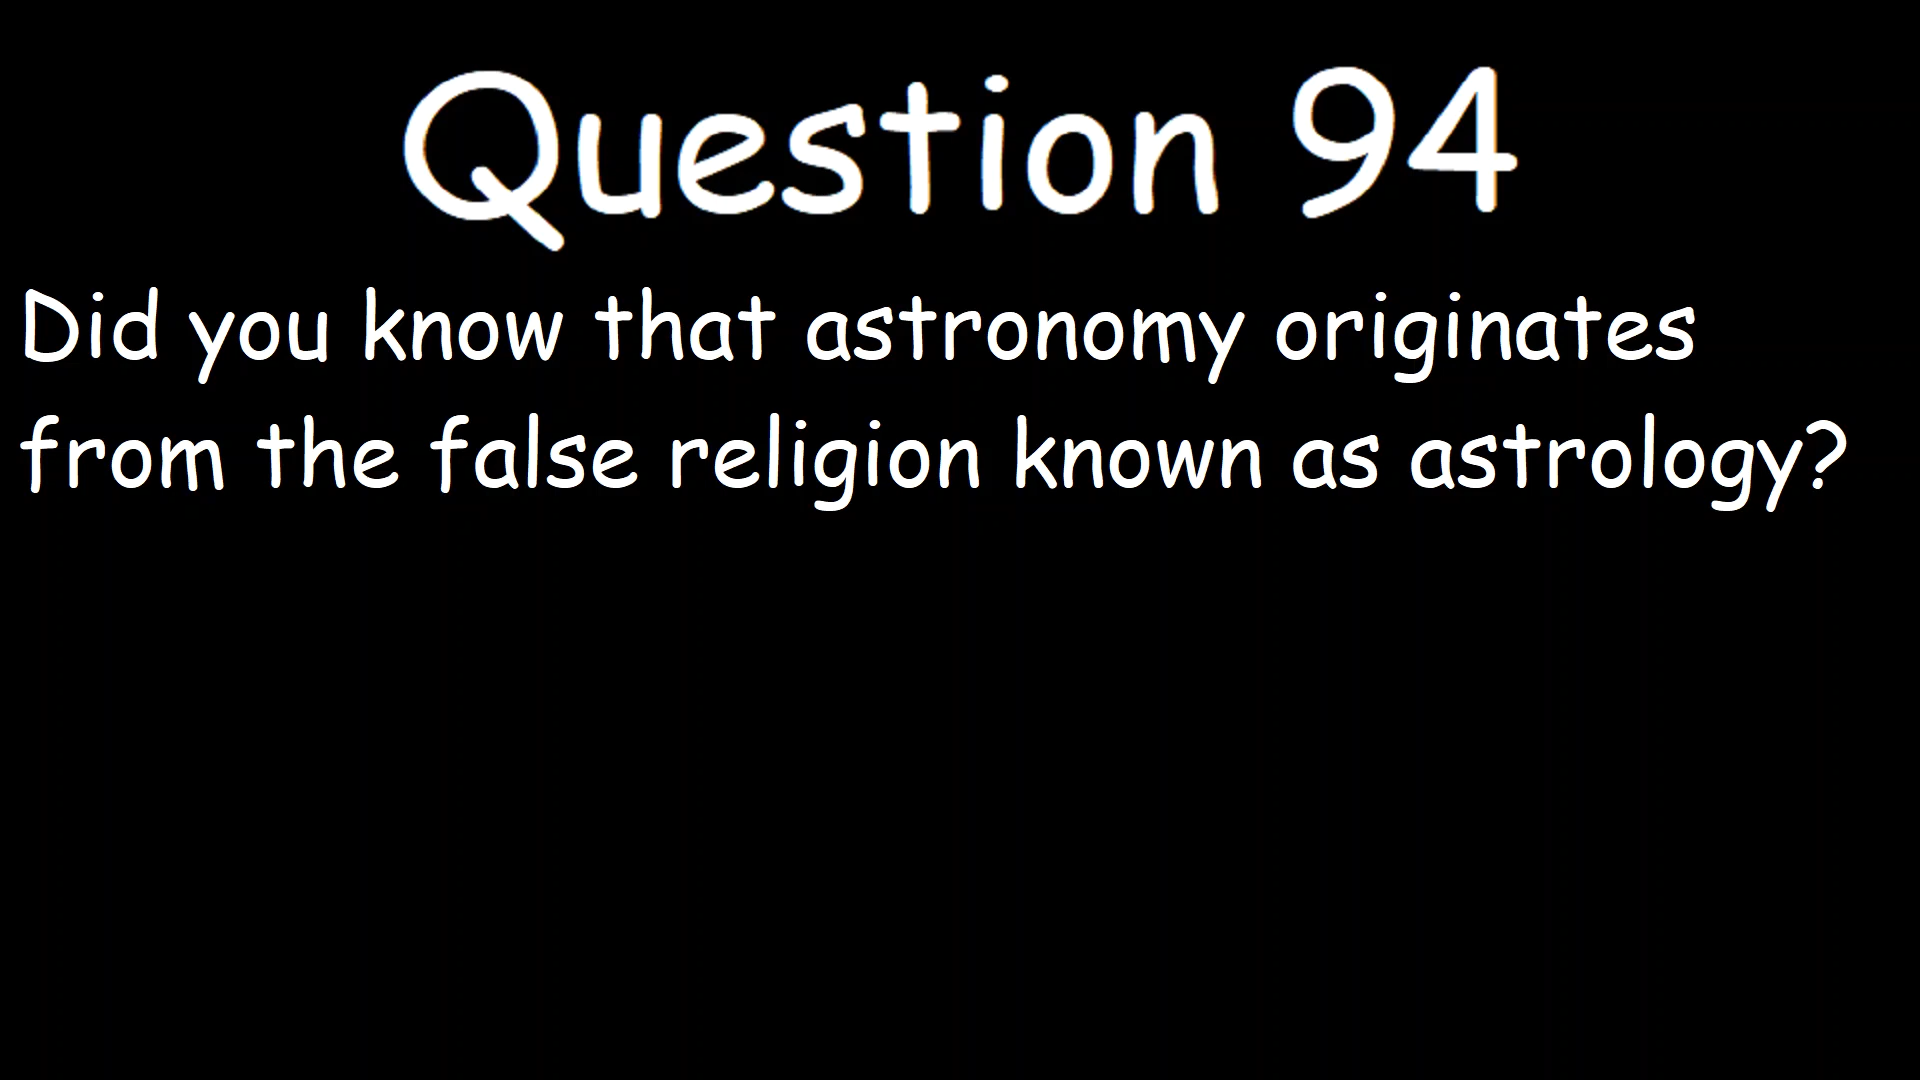 Question 94
Did you know that astronomy originates
from the false religion known as astrology?